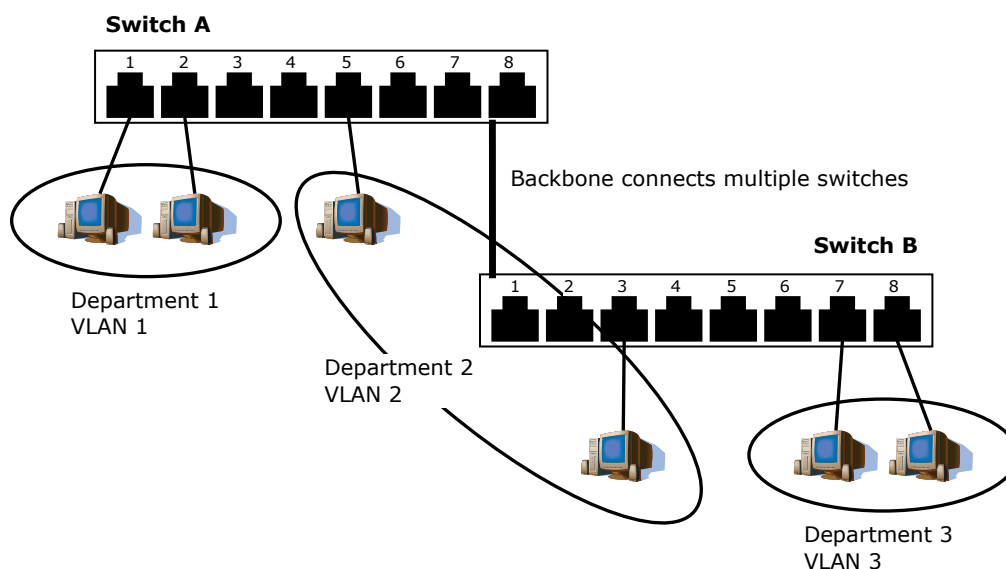 Switch A
1 2 3 4 5 6 7 8
Backbone connects multiple switches
Switch B
1 2 3 4 5 6 7 8
Department 1
VLAN 1
Department 2
VLAN 2
Department 3
VLAN 3